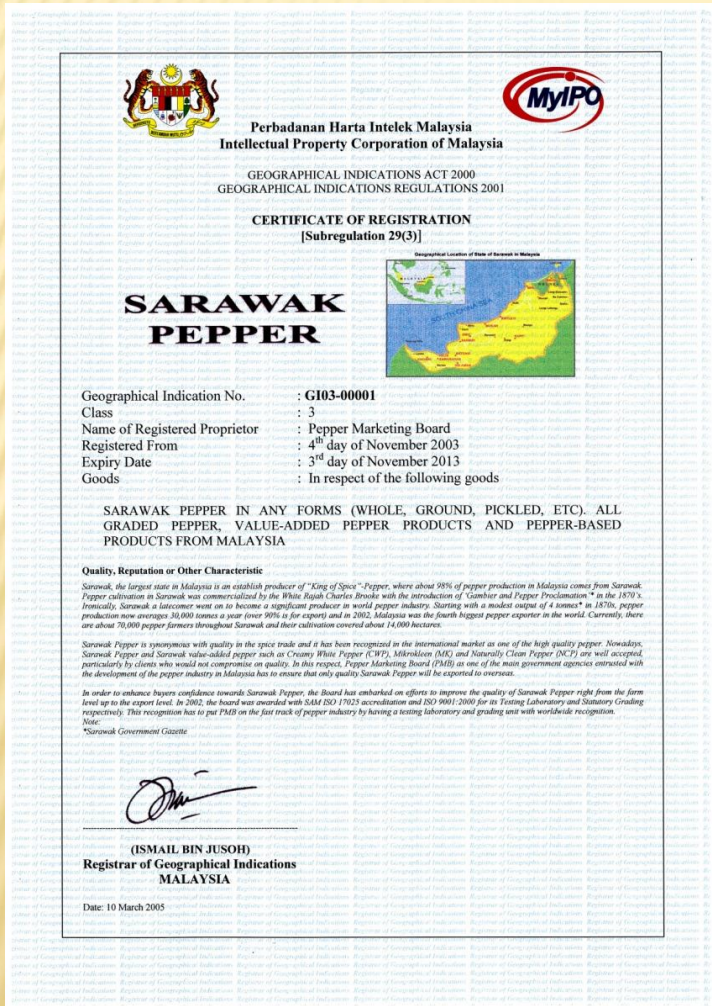 MyIPO
Perbadanan Harta Intelek Malaysia
Intellectual Property Corporation of Malaysia
GEOGRAPHICAL INDICATIONS ACT 2000
GEOGRAPHICAL INDICATIONS REGULATIONS 2001
CERTIFICATE OF REGISTRATION
[Subregulation 29(3)]
Geographical Location of State of Sarawak in Malaysia
SOUTH CHINA SEA
SARAWAK
PEPPER
Geographical Indication No. : GI03-00001
Class : 3
Name of Registered Proprietor : Pepper Marketing Board
Registered From : 4th day of November 2003
Expiry Date : 3rd day of November 2013
Goods : In respect of the following goods
SARAWAK PEPPER IN ANY FORMS (WHOLE, GROUND, PICKLED, ETC). ALL
GRADED PEPPER, VALUE-ADDED PEPPER PRODUCTS AND PEPPER-BASED
PRODUCTS FROM MALAYSIA
Quality, Reputation or Other Characteristic
Sarawak, the largest state in Malaysia is an establish producer of "King of Spice"-Pepper, where about 98% of pepper production in Malaysia comes from Sarawak.
Pepper cultivation in Sarawak was commercialized by the White Rajah Charles Brooke with the introduction of 'Gambier and Pepper Proclamation'* in the 1870's.
Ironically, Sarawak a latecomer went on to become a significant producer in world pepper industry. Starting with a modest output of 4 tonnes* in 1870s, pepper
production now averages 30,000 tonnes a year (over 90% is for export) and in 2002, Malaysia was the fourth biggest pepper exporter in the world. Currently, there
are about 70,000 pepper farmers throughout Sarawak and their cultivation covered about 14,000 hectares.
Sarawak Pepper is synonymous with quality in the spice trade and it has been recognized in the international market as one of the high quality pepper. Nowadays,
Sarawak Pepper and Sarawak value-added pepper such as Creamy White Pepper (CWP), Mikrokleen (MK) and Naturally Clean Pepper (NCP) are well accepted,
particularly by clients who would not compromise on quality. In this respect, Pepper Marketing Board (PMB) as one of the main government agencies entrusted with
the development of the pepper industry in Malaysia has to ensure that only quality Sarawak Pepper will be exported to overseas.
In order to enhance buyers confidence towards Sarawak Pepper, the Board has embarked on efforts to improve the quality of Sarawak Pepper right from the farm
level up to the export level. In 2002, the board was awarded with SAM ISO 17025 accreditation and ISO 9001:2000 for its Testing Laboratory and Statutory Grading
respectively. This recognition has to put PMB on the fast track of pepper industry by having a testing laboratory and grading unit with worldwide recognition.
Note:
*Sarawak Government Gazette
(ISMAIL BIN JUSOH)
Registrar of Geographical Indications
MALAYSIA
Date: 10 March 2005